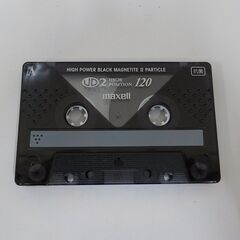 HIGH POWER BLACK MAGNETITE II PARTICLE
抗菌
UD2 HIGH POSITION 120
maxell